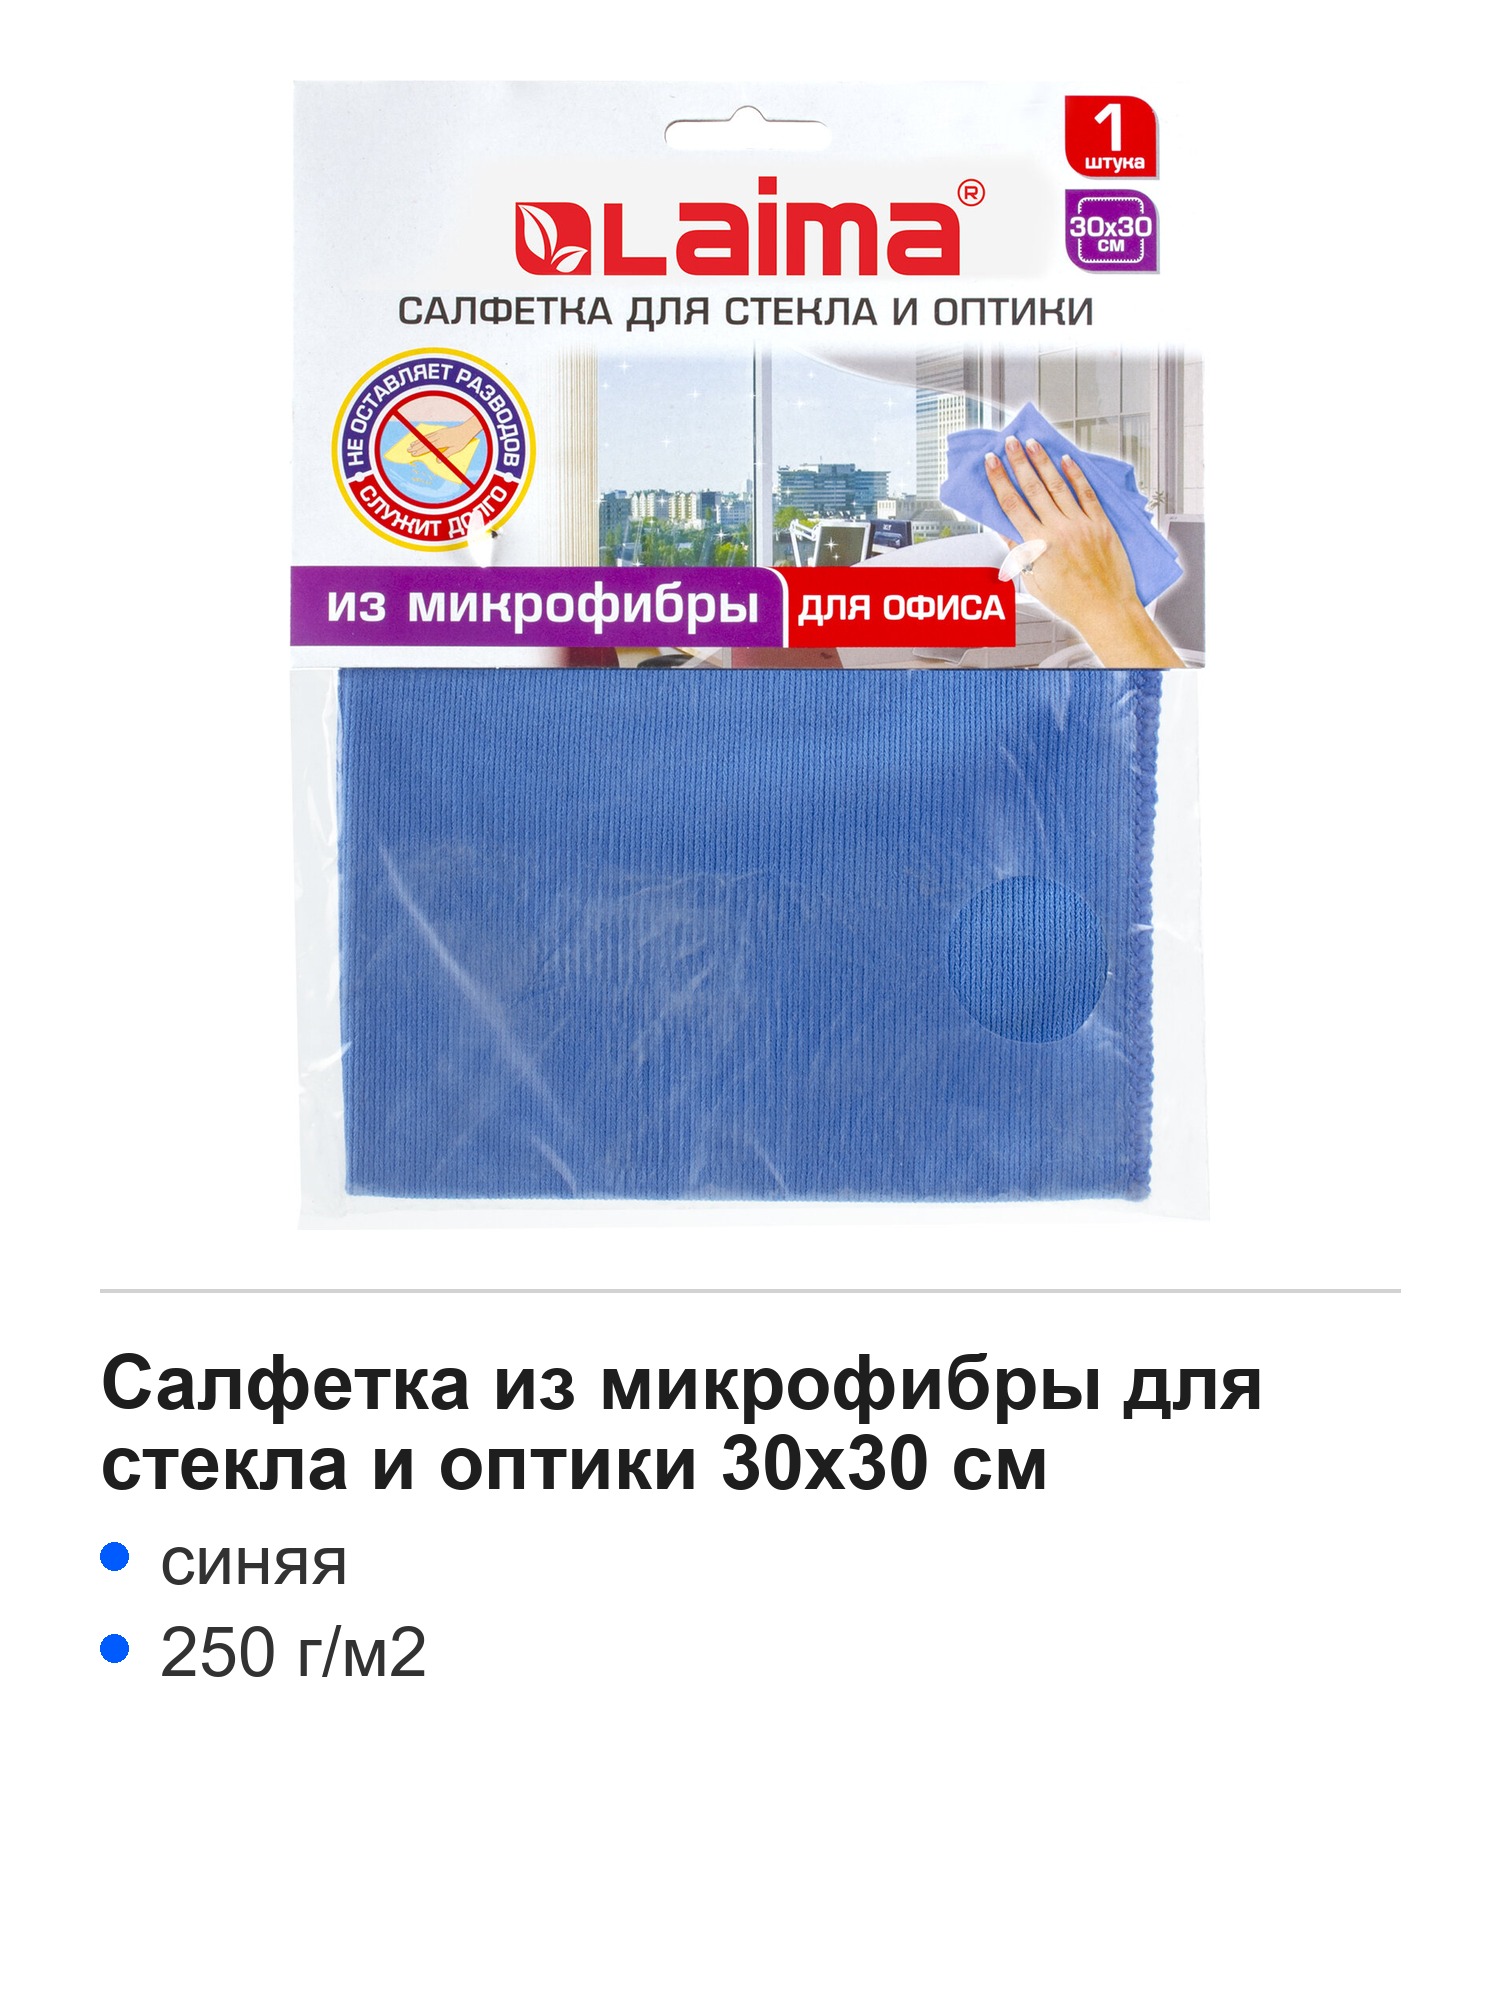 1
штука
Laima®
30x30
см
САЛФЕТКА ДЛЯ СТЕКЛА И ОПТИКИ
НЕ ОСТАВЛЯЕТ РАЗВОДОВ
СЛУЖИТ ДОЛГО
из микрофибры
ДЛЯ ОФИСА
Салфетка из микрофибры для
стекла и оптики 30х30 см
синяя
250 г/м2